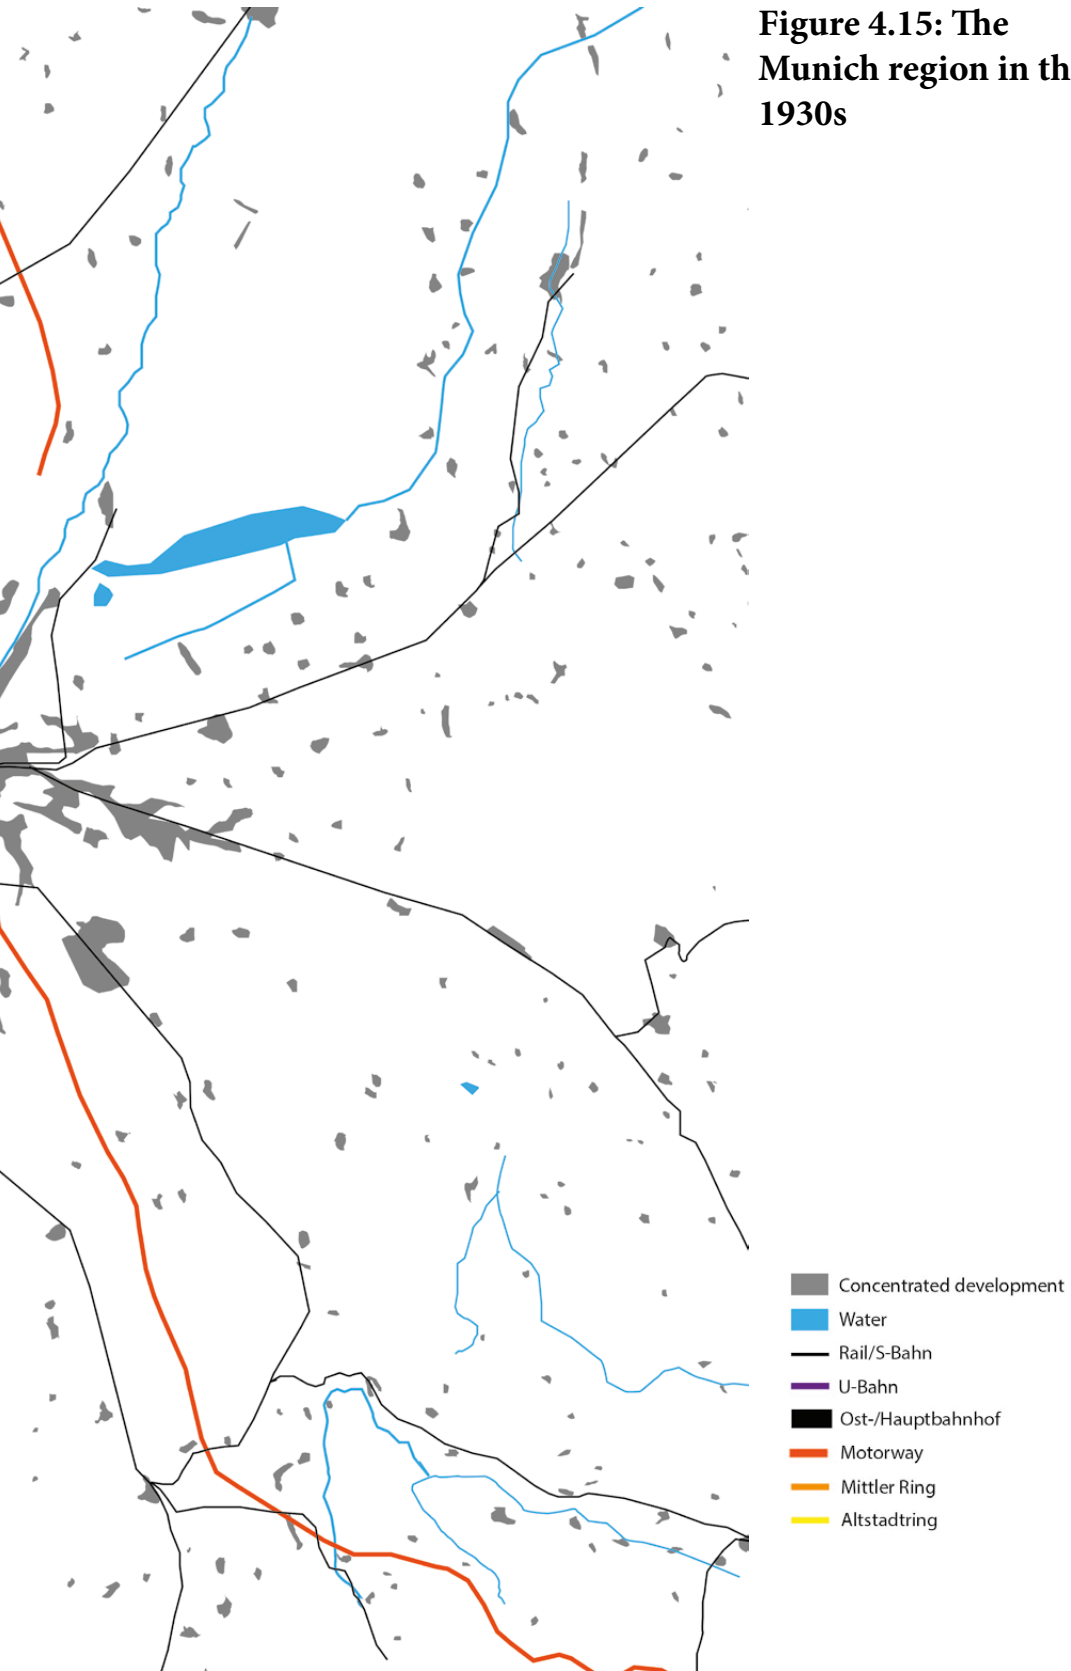 Figure 4.15: The
Munich region in th
1930s
Concentrated development
Water
Rail/S-Bahn
U-Bahn
Ost-/Hauptbahnhof
Motorway
Mittler Ring
Altstadtring